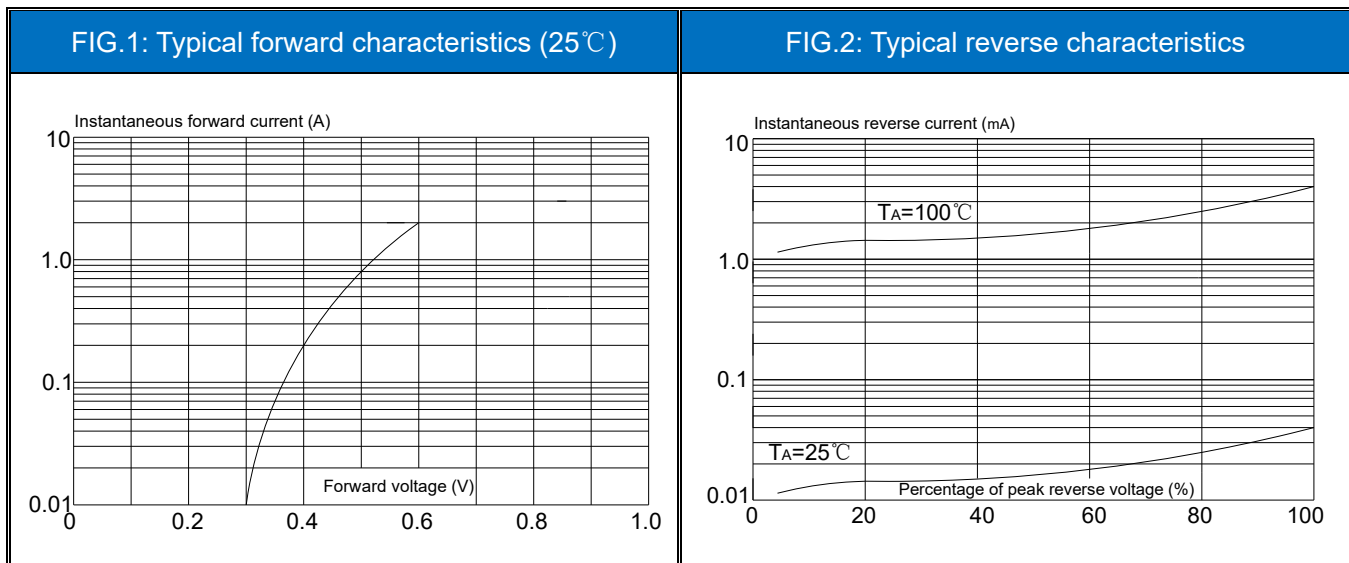 FIG.1: Typical forward characteristics (25℃)
Instantaneous forward current (A)
10
1.0
0.1
0.01
Forward voltage (V)
0 0.2 0.4 0.6 0.8 1.0
FIG.2: Typical reverse characteristics
Instantaneous reverse current (mA)
10
TA=100℃
1.0
0.1
TA=25℃
0.01
Percentage of peak reverse voltage (%)
0 20 40 60 80 100